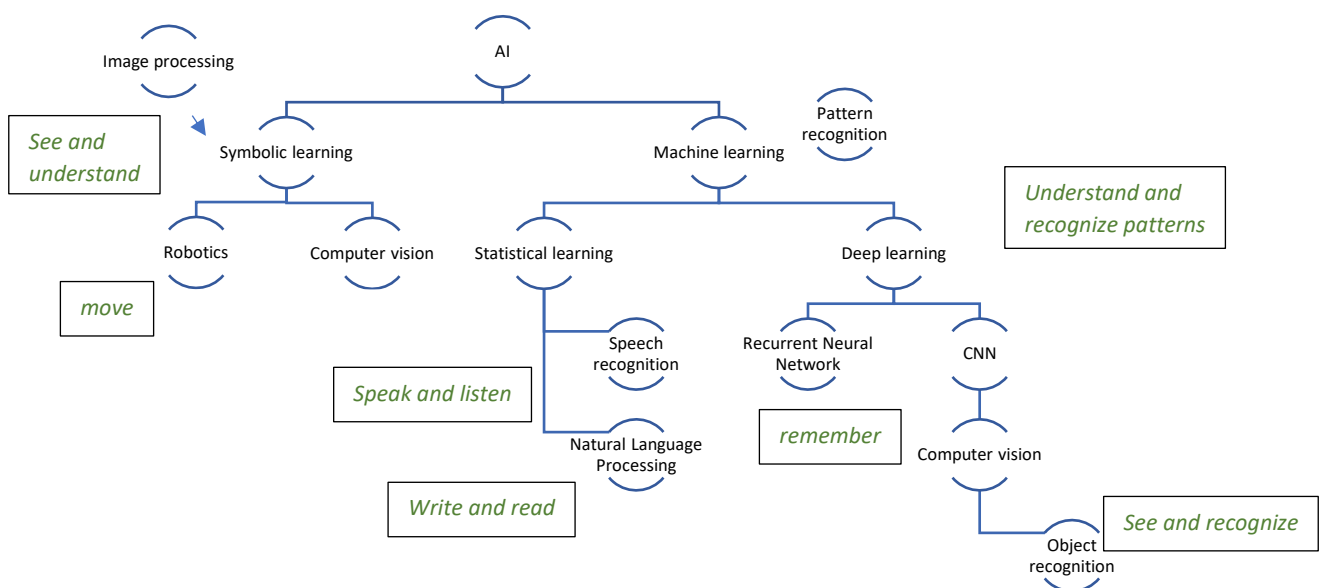 AI
Image processing
Pattern
recognition
See and
understand
Symbolic learning
Machine learning
Understand and
recognize patterns
Robotics
Computer vision
Statistical learning
Deep learning
move
Speech
recognition
Recurrent Neural
Network
CNN
Speak and listen
remember
Natural Language
Processing
Computer vision
Write and read
See and recognize
Object
recognition